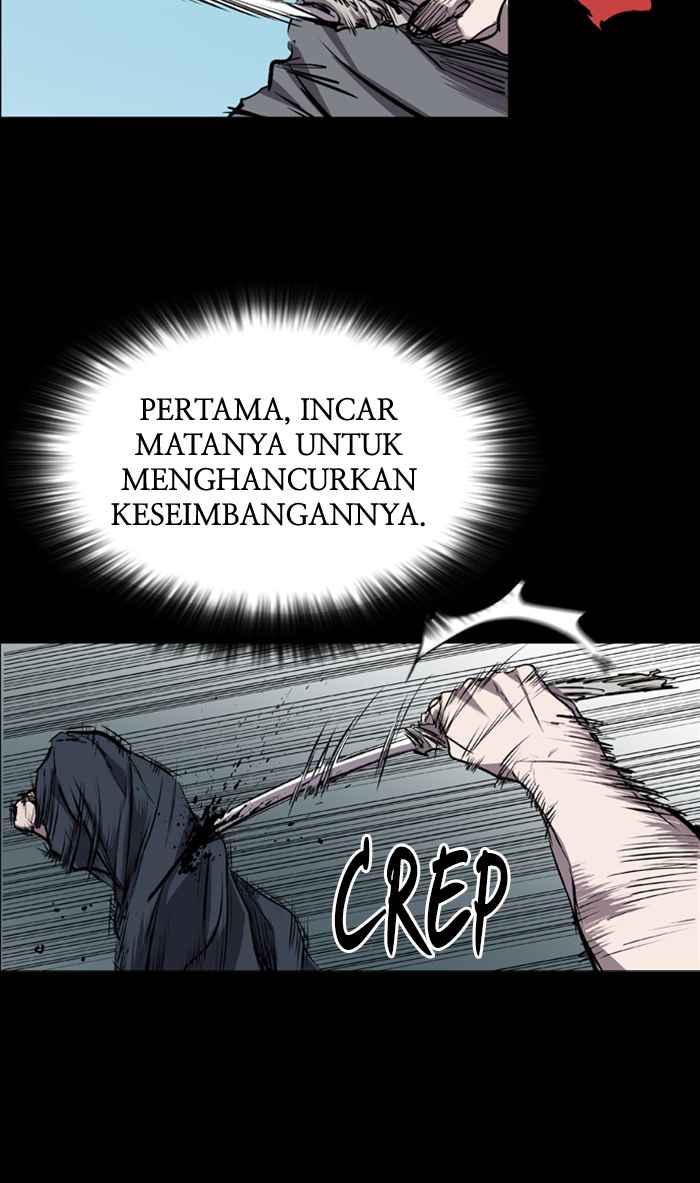 PERTAMA, INCAR
MATANYA UNTUK
MENGHANCURKAN
KESEIMBANGANNYA.
CREP